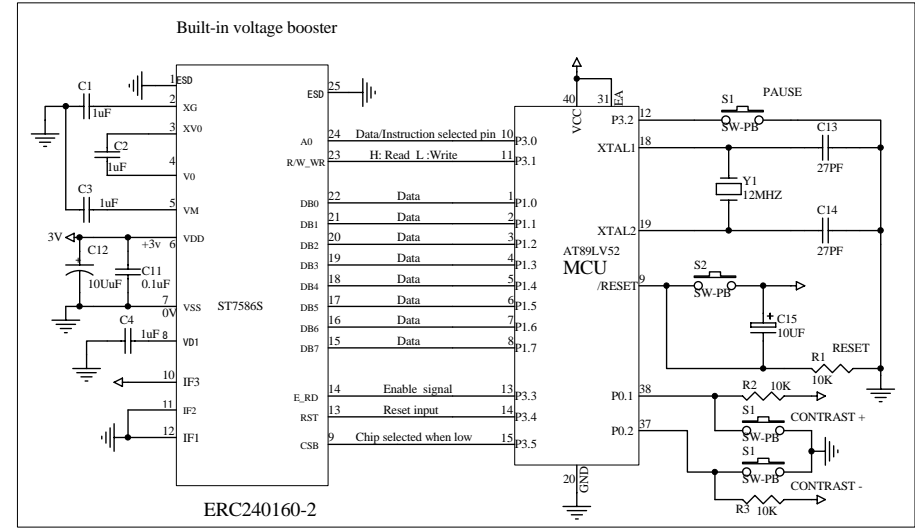 Built-in voltage booster
1
ESD
C1
1uF
2
XG
3
XV0
C2
1uF
4
V0
C3
1uF
5
VM
3V
+3v
6
VDD
C12
10UuF
C11
0.1uF
7
0V
VSS
C4
1uF
8
VD1
10
IF3
11
IF2
12
IF1
ST7586S
ERC240160-2
25
ESD
24
A0
Data/Instruction selected pin
10
P3.0
23
R/W_WR
H: Read L :Write
11
P3.1
22
DB0
Data
1
P1.0
21
DB1
Data
2
P1.1
20
DB2
Data
3
P1.2
19
DB3
Data
4
P1.3
18
DB4
Data
5
P1.4
17
DB5
Data
6
P1.5
16
DB6
Data
7
P1.6
15
DB7
Data
8
P1.7
14
E_RD
Enable signal
13
P3.3
13
RST
Reset input
14
P3.4
9
CSB
Chip selected when low
15
P3.5
40
VCC
31
EA
AT89LV52
MCU
20
GND
12
P3.2
S1
PAUSE
SW-PB
18
XTAL1
C13
27PF
Y1
12MHZ
19
XTAL2
C14
27PF
9
/RESET
S2
SW-PB
+
C15
10UF
R1
RESET
10K
38
P0.1
R2
10K
S1
CONTRAST +
SW-PB
37
P0.2
S1
SW-PB
CONTRAST -
R3
10K